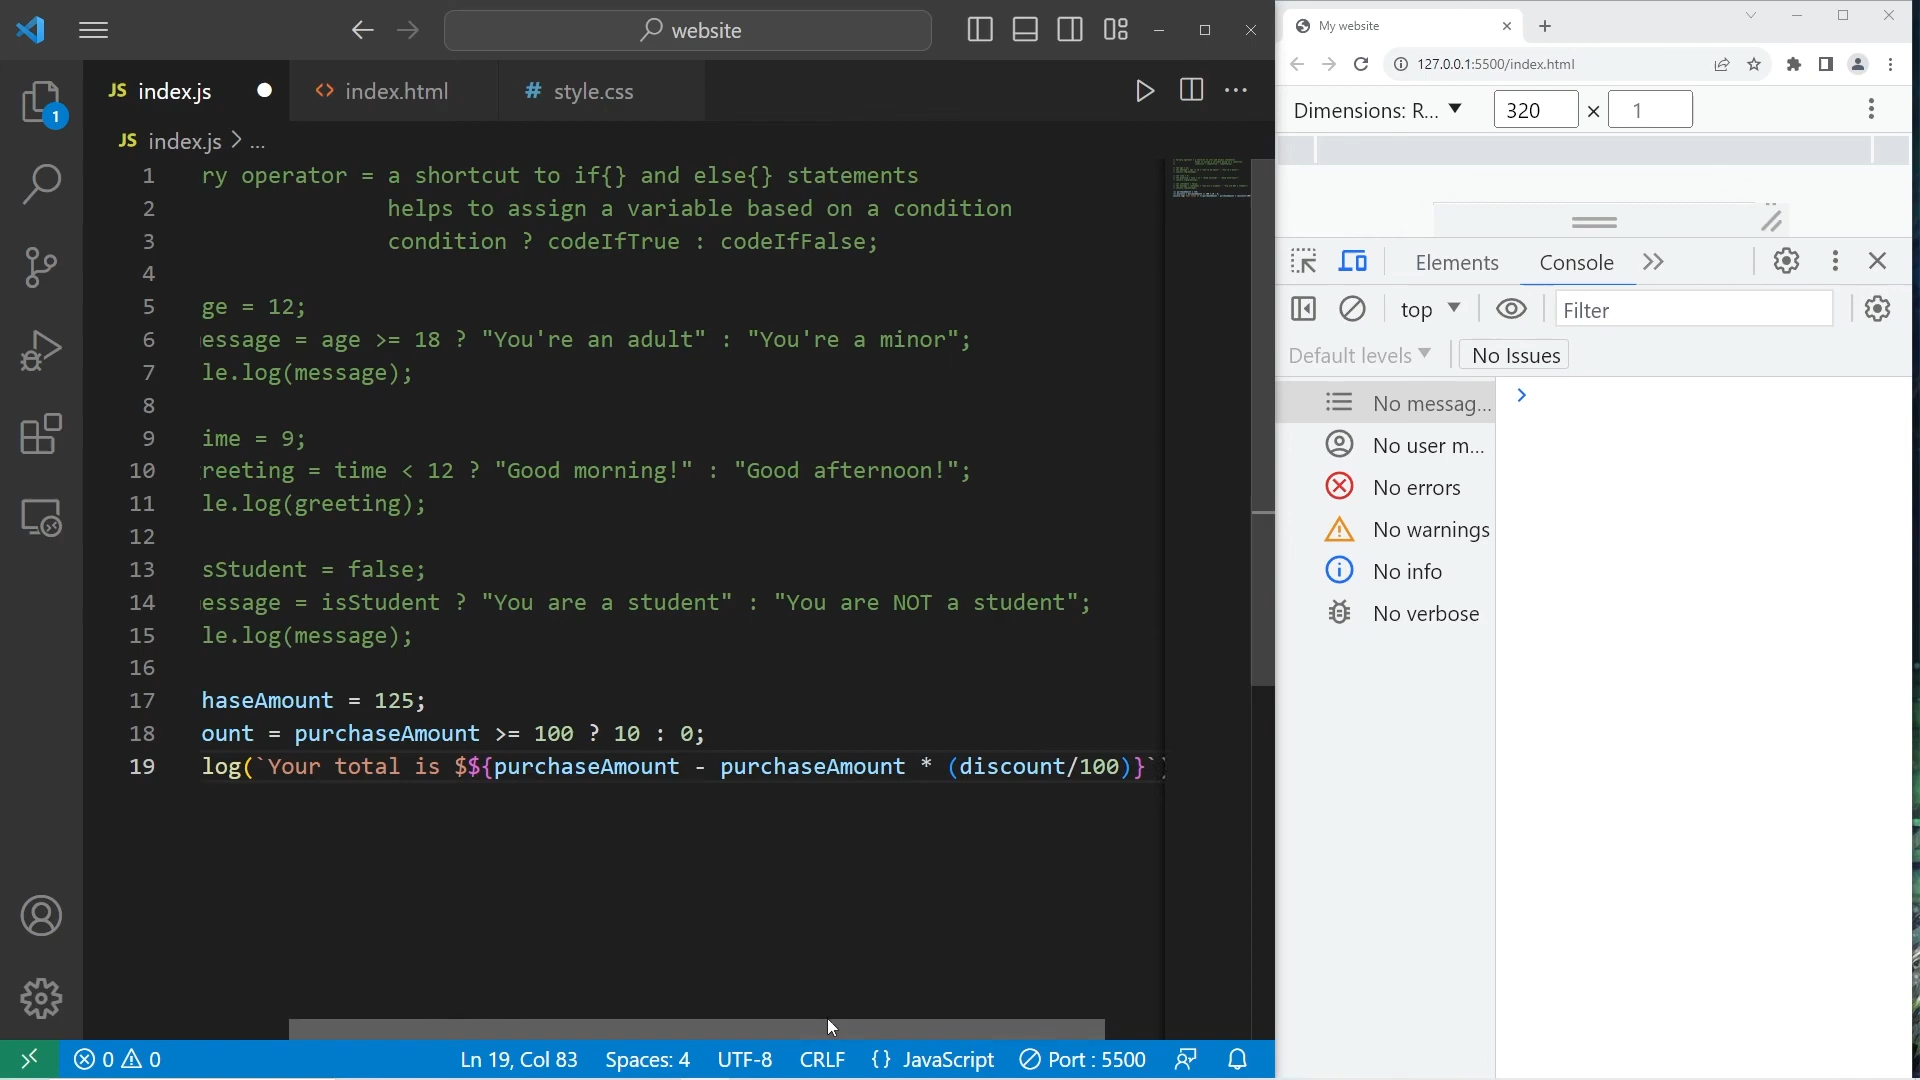 website
My website
127.0.0.1:5500/index.html
JS index.js
<> index.html
# style.css
JS index.js > ...
Dimensions: R...
320 × 1
1 ry operator = a shortcut to if{} and else{} statements
2 helps to assign a variable based on a condition
3 condition ? codeIfTrue : codeIfFalse;
4
5 ge = 12;
6 essage = age >= 18 ? "You're an adult" : "You're a minor";
7 le.log(message);
8
9 ime = 9;
10 reeting = time < 12 ? "Good morning!" : "Good afternoon!";
11 le.log(greeting);
12
13 sStudent = false;
14 essage = isStudent ? "You are a student" : "You are NOT a student";
15 le.log(message);
16
17 haseAmount = 125;
18 ount = purchaseAmount >= 100 ? 10 : 0;
19 log(`Your total is $${purchaseAmount - purchaseAmount * (discount/100)}`)
1
Elements
Console
top
Filter
Default levels
No Issues
No messag...
No user m...
No errors
No warnings
No info
No verbose
0 0
Ln 19, Col 83
Spaces: 4
UTF-8
CRLF
{} JavaScript
Port : 5500